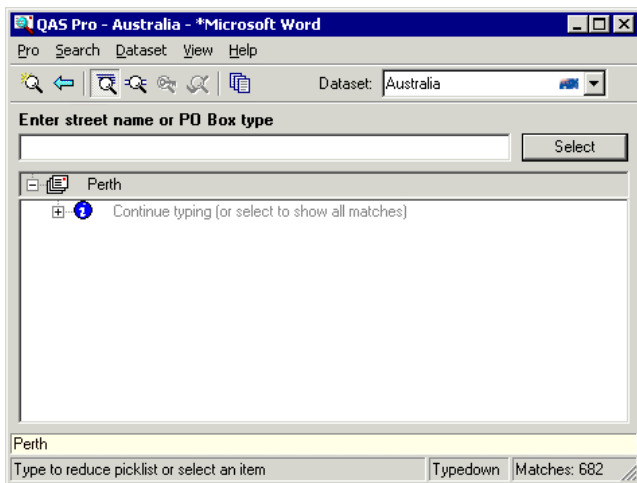 QAS Pro - Australia - *Microsoft Word
Pro Search Dataset View Help
Dataset: Australia
Enter street name or PO Box type
Select
Perth
Continue typing (or select to show all matches)
Perth
Type to reduce picklist or select an item Typedown Matches: 682